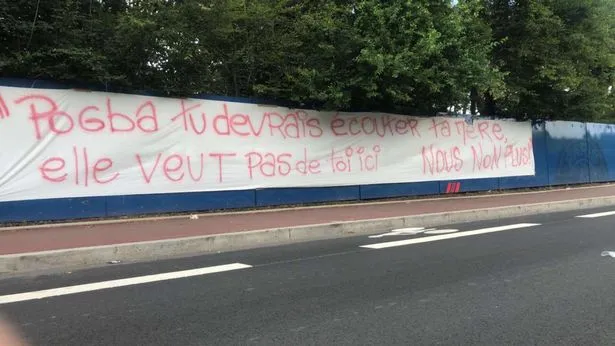 "Pogba tu devrais écouter ta mère,
elle veut pas de toi ici nous non plus!